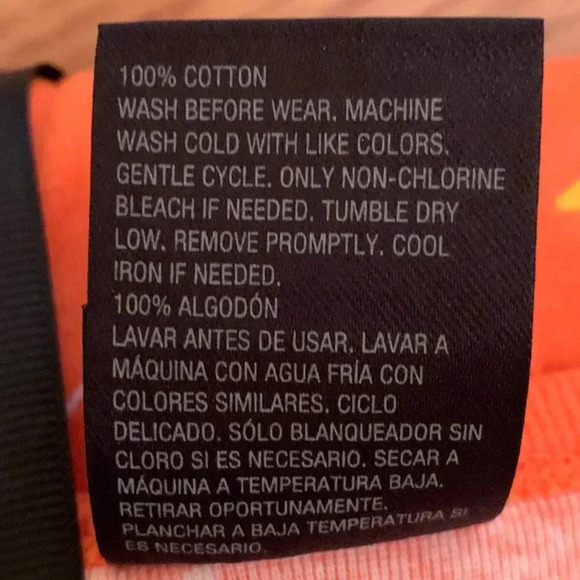 100% COTTON
WASH BEFORE WEAR. MACHINE
WASH COLD WITH LIKE COLORS.
GENTLE CYCLE. ONLY NON-CHLORINE
BLEACH IF NEEDED. TUMBLE DRY
LOW. REMOVE PROMPTLY. COOL
IRON IF NEEDED.
100% ALGODÓN
LAVAR ANTES DE USAR. LAVAR A
MÁQUINA CON AGUA FRÍA CON
COLORES SIMILARES. CICLO
DELICADO. SÓLO BLANQUEADOR SIN
CLORO SI ES NECESARIO. SECAR A
MÁQUINA A TEMPERATURA BAJA.
RETIRAR OPORTUNAMENTE.
PLANCHAR A BAJA TEMPERATURA SI
ES NECESARIO.